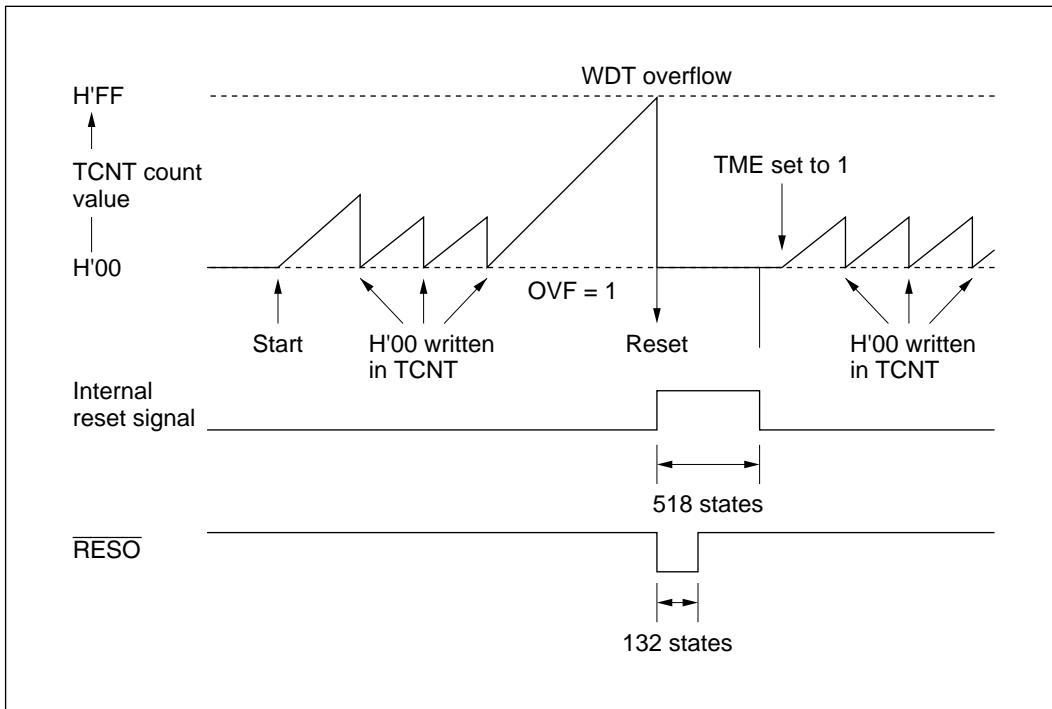 WDT overflow
H'FF
TCNT count
value
TME set to 1
H'00
OVF = 1
Start
H'00 written
in TCNT
Reset
H'00 written
in TCNT
Internal
reset signal
518 states
RESO
132 states